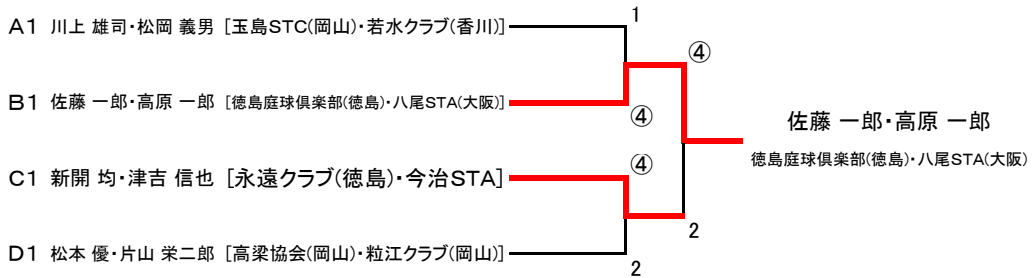 A1 川上 雄司・松岡 義男 [玉島STC(岡山)・若水クラブ(香川)]
1
④
B1 佐藤 一郎・高原 一郎 [徳島庭球倶楽部(徳島)・八尾STA(大阪)]
④
佐藤 一郎・高原 一郎
徳島庭球倶楽部(徳島)・八尾STA(大阪)
④
C1 新開 均・津吉 信也 [永遠クラブ(徳島)・今治STA]
2
D1 松本 優・片山 栄二郎 [高梁協会(岡山)・粒江クラブ(岡山)]
2